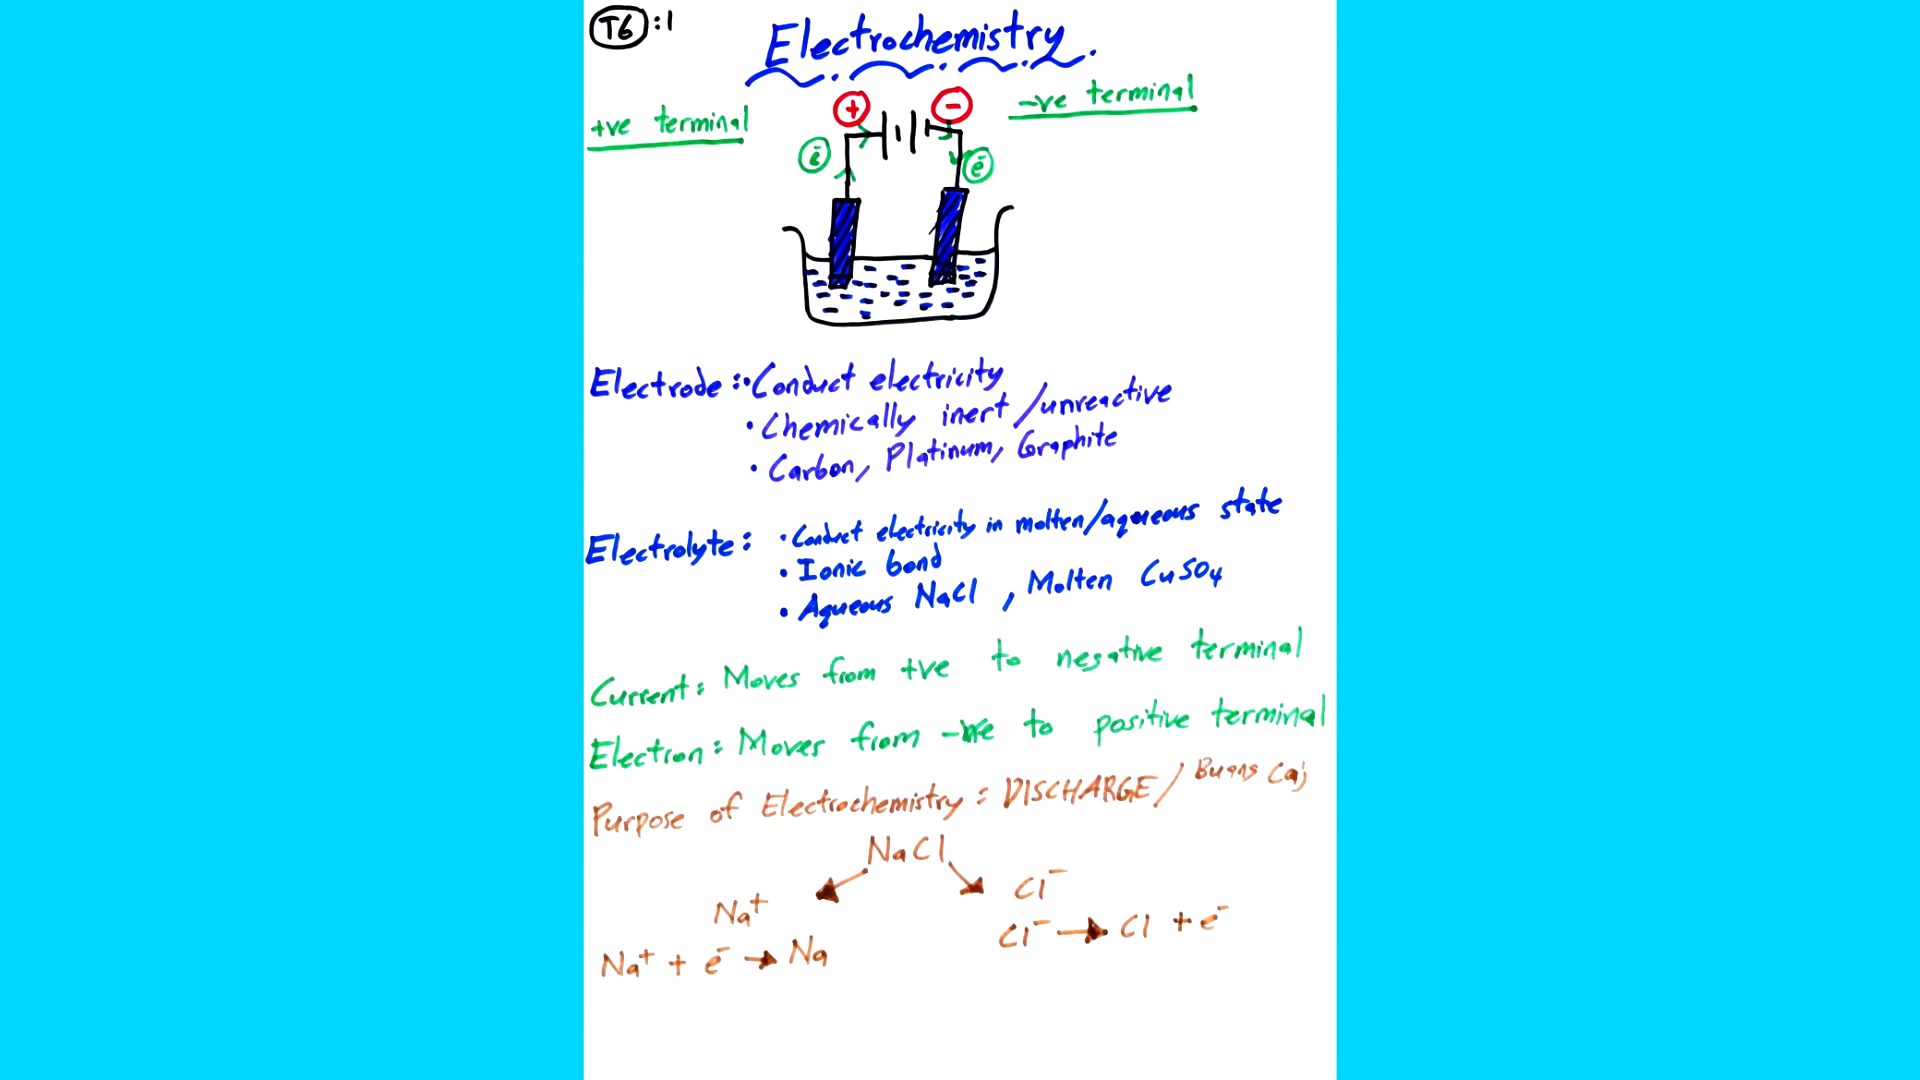 T6 :1
Electrochemistry.
+ −
+ve terminal
-ve terminal
e⁻ e⁻
Electrode: • Conduct electricity
• Chemically inert /unreactive
• Carbon, Platinum, Graphite
Electrolyte: • Conduct electricity in molten/aqueous state
• Ionic bond
• Aqueous NaCl , Molten CuSO4
Current: Moves from +ve to negative terminal
Electron: Moves from -ve to positive terminal
Purpose of Electrochemistry: DISCHARGE/ Buang Caj
NaCl
Na⁺ Cl⁻
Cl⁻ → Cl + e⁻
Na⁺ + e⁻ → Na